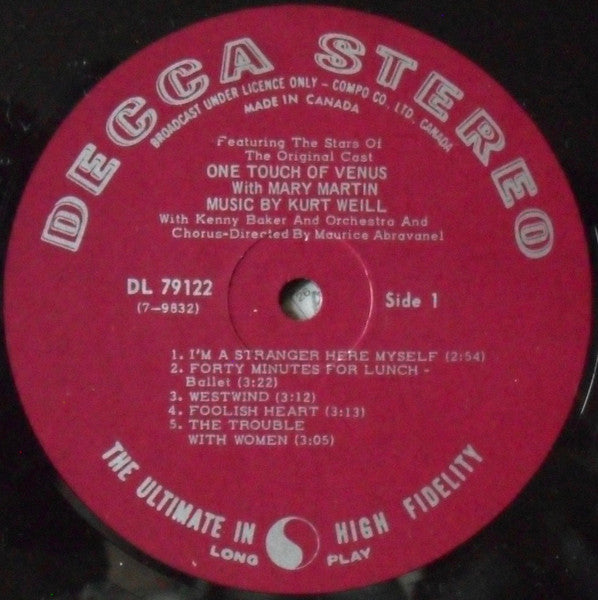 DECCA STEREO
BROADCAST UNDER LICENCE ONLY - COMPO CO. LTD. CANADA
MADE IN CANADA
Featuring The Stars Of
The Original Cast
ONE TOUCH OF VENUS
With MARY MARTIN
MUSIC BY KURT WEILL
With Kenny Baker And Orchestra And
Chorus-Directed By Maurice Abravanel
DL 79122
(7-9832)
Side 1
1. I'M A STRANGER HERE MYSELF (2:54)
2. FORTY MINUTES FOR LUNCH -
Ballet (3:22)
3. WESTWIND (3:12)
4. FOOLISH HEART (3:13)
5. THE TROUBLE
WITH WOMEN (3:05)
THE ULTIMATE IN HIGH FIDELITY
LONG PLAY